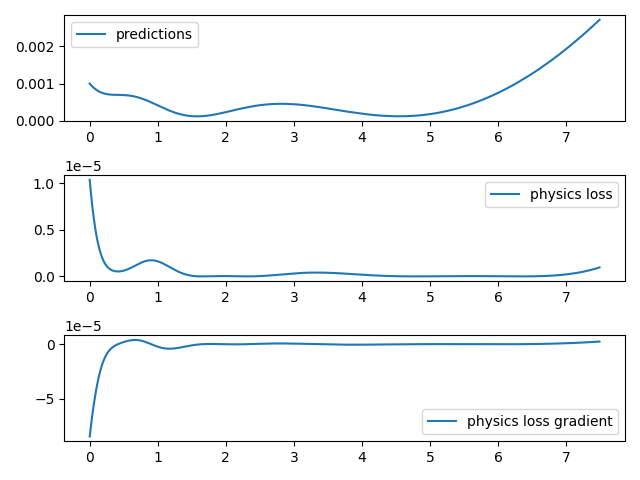 predictions
0.002
0.001
0.000
0 1 2 3 4 5 6 7
1e−5
physics loss
1.0
0.5
0.0
0 1 2 3 4 5 6 7
1e−5
0
−5
physics loss gradient
0 1 2 3 4 5 6 7